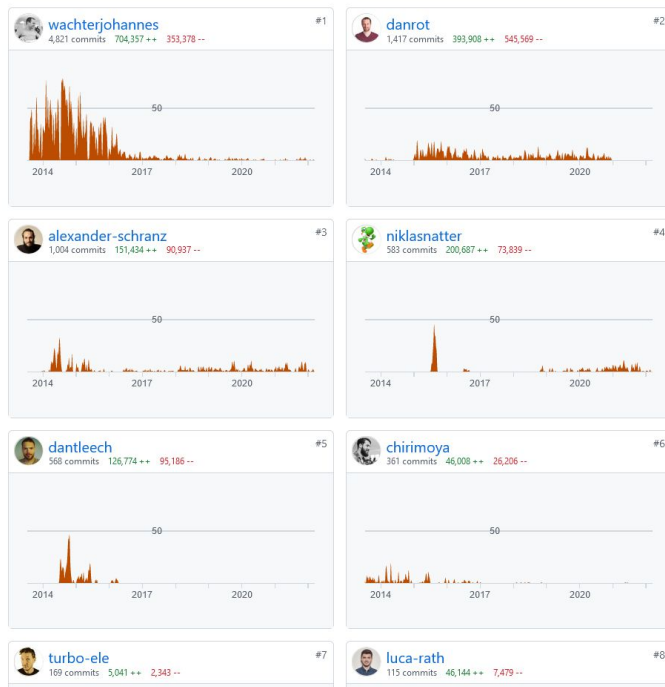 wachterjohannes #1
4,821 commits 704,357 ++ 353,378 --
50
2014 2017 2020
danrot #2
1,417 commits 393,908 ++ 545,569 --
50
2014 2017 2020
alexander-schranz #3
1,004 commits 151,434 ++ 90,937 --
50
2014 2017 2020
niklasnatter #4
583 commits 200,687 ++ 73,839 --
50
2014 2017 2020
dantleech #5
568 commits 126,774 ++ 95,186 --
50
2014 2017 2020
chirimoya #6
361 commits 46,008 ++ 26,206 --
50
2014 2017 2020
turbo-ele #7
169 commits 5,041 ++ 2,343 --
luca-rath #8
115 commits 46,144 ++ 7,479 --